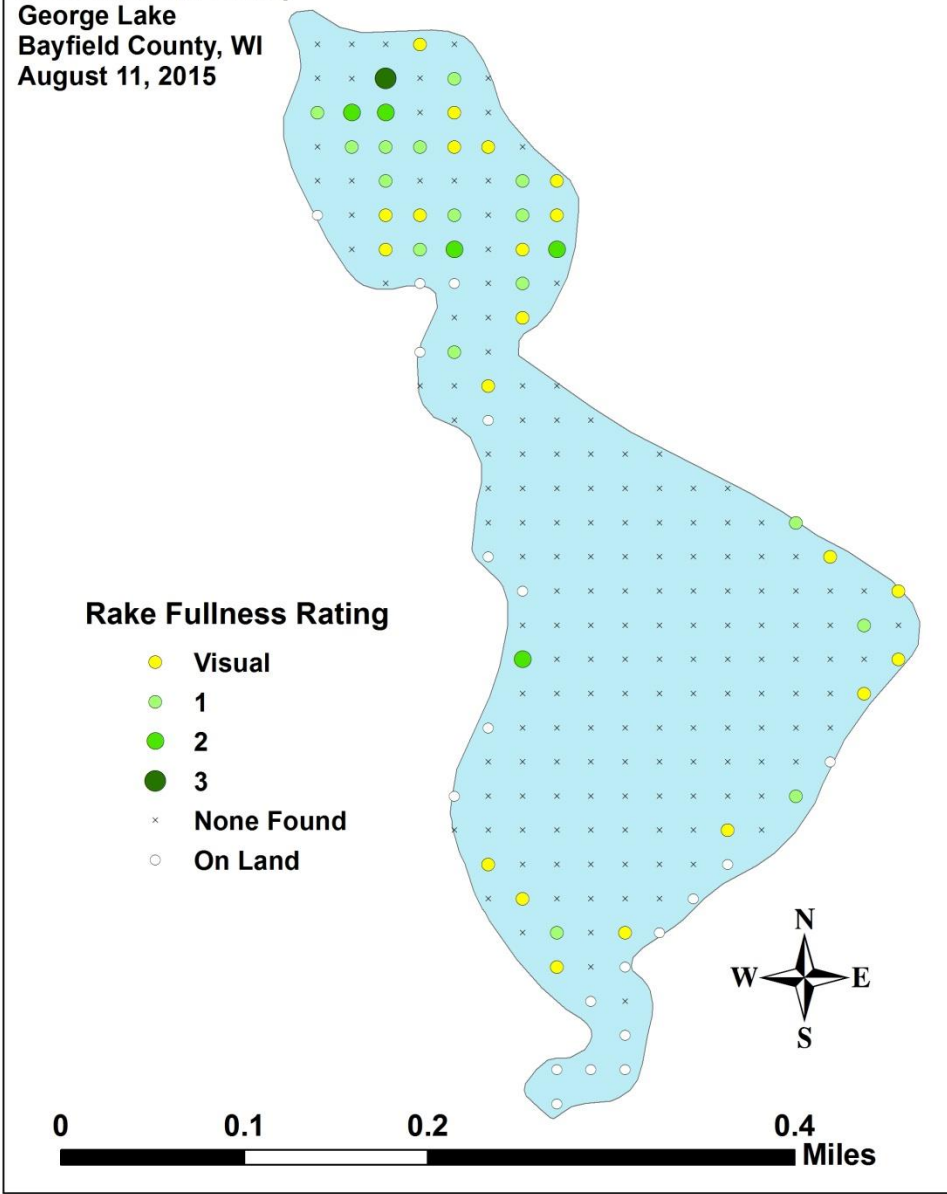 George Lake
Bayfield County, WI
August 11, 2015
Rake Fullness Rating
Visual
1
2
3
None Found
On Land
N
W E
S
0 0.1 0.2 0.4
Miles